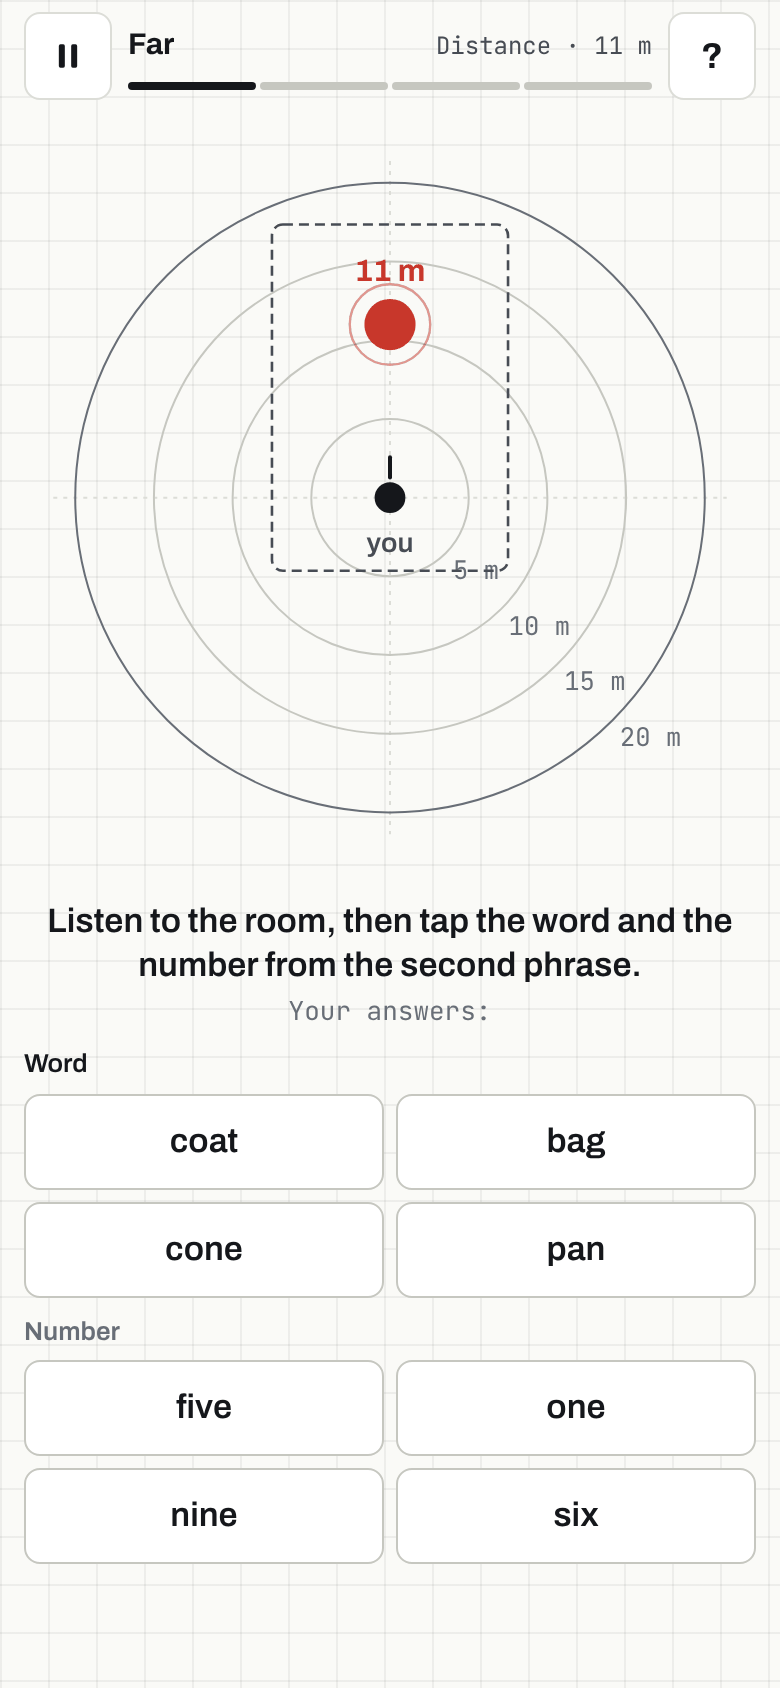 Far
Distance · 11 m
?
11 m
you
5 m
10 m
15 m
20 m
Listen to the room, then tap the word and the
number from the second phrase.
Your answers:
Word
coat
bag
cone
pan
Number
five
one
nine
six